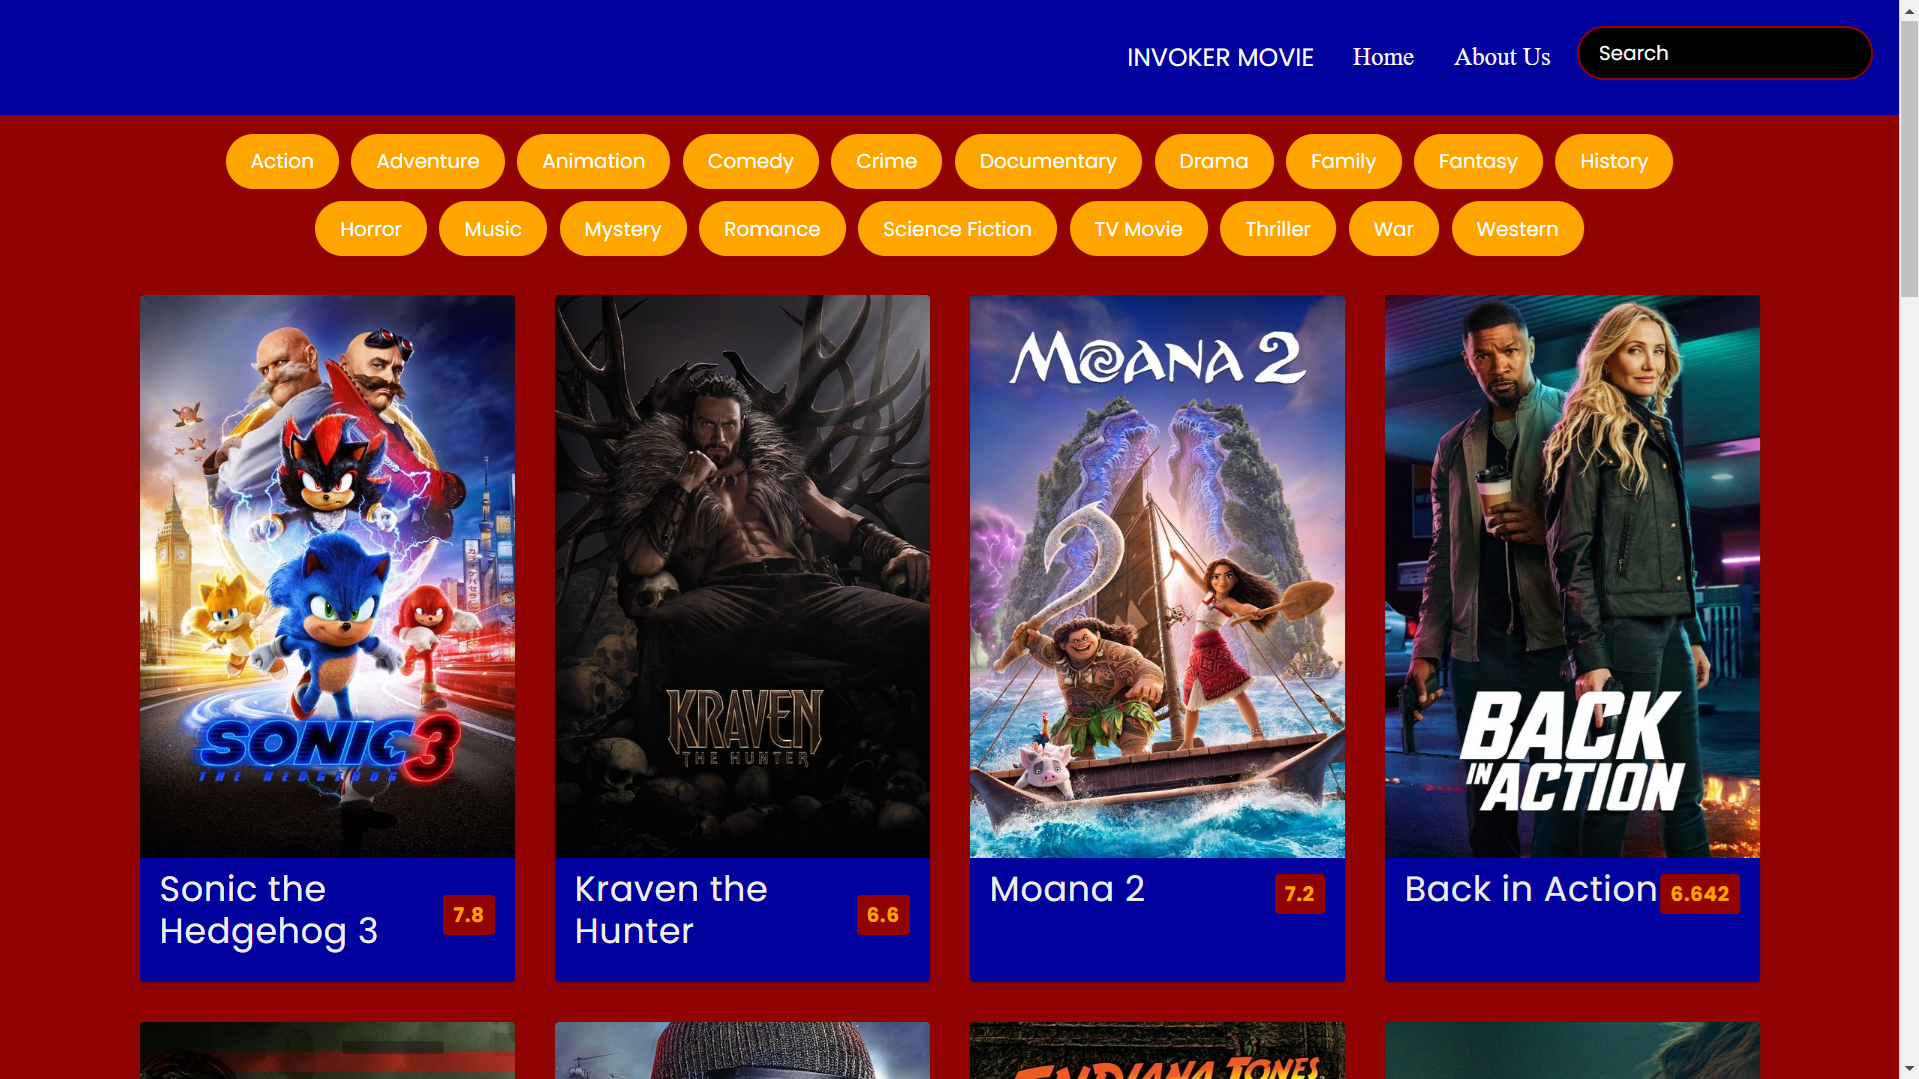 INVOKER MOVIE
Home
About Us
Search
Action
Adventure
Animation
Comedy
Crime
Documentary
Drama
Family
Fantasy
History
Horror
Music
Mystery
Romance
Science Fiction
TV Movie
Thriller
War
Western
SONIC 3
THE HEDGEHOG
KRAVEN
THE HUNTER
MOANA 2
BACK
IN ACTION
Sonic the
Hedgehog 3
7.8
Kraven the
Hunter
6.6
Moana 2
7.2
Back in Action
6.642
INDIANA JONES